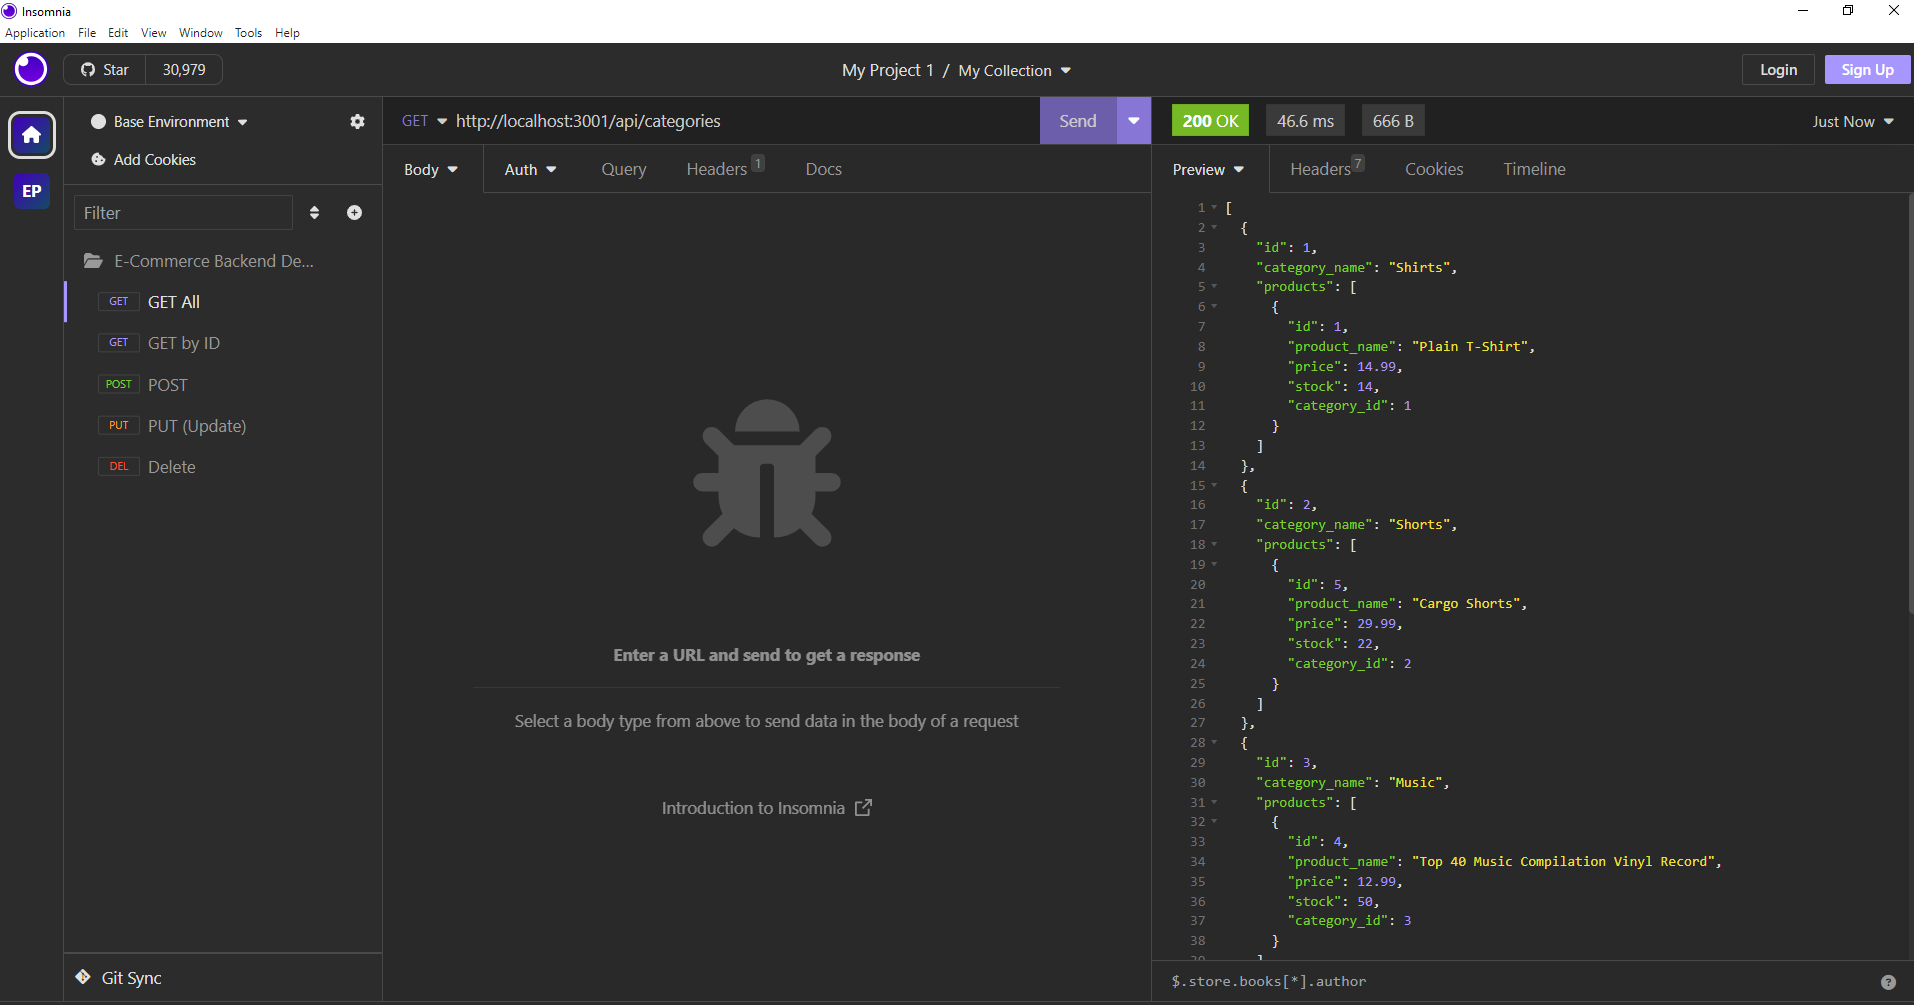 Insomnia
Application File Edit View Window Tools Help
Star 30,979
My Project 1 / My Collection
Login Sign Up
EP
Base Environment
Add Cookies
Filter
E-Commerce Backend De...
GET GET All
GET GET by ID
POST POST
PUT PUT (Update)
DEL Delete
Git Sync
GET http://localhost:3001/api/categories Send
Body Auth Query Headers 1 Docs
Enter a URL and send to get a response
Select a body type from above to send data in the body of a request
Introduction to Insomnia
200 OK 46.6 ms 666 B Just Now
Preview Headers 7 Cookies Timeline
1 [
2 {
3 "id": 1,
4 "category_name": "Shirts",
5 "products": [
6 {
7 "id": 1,
8 "product_name": "Plain T-Shirt",
9 "price": 14.99,
10 "stock": 14,
11 "category_id": 1
12 }
13 ]
14 },
15 {
16 "id": 2,
17 "category_name": "Shorts",
18 "products": [
19 {
20 "id": 5,
21 "product_name": "Cargo Shorts",
22 "price": 29.99,
23 "stock": 22,
24 "category_id": 2
25 }
26 ]
27 },
28 {
29 "id": 3,
30 "category_name": "Music",
31 "products": [
32 {
33 "id": 4,
34 "product_name": "Top 40 Music Compilation Vinyl Record",
35 "price": 12.99,
36 "stock": 50,
37 "category_id": 3
38 }
39 ]
$.store.books[*].author ?